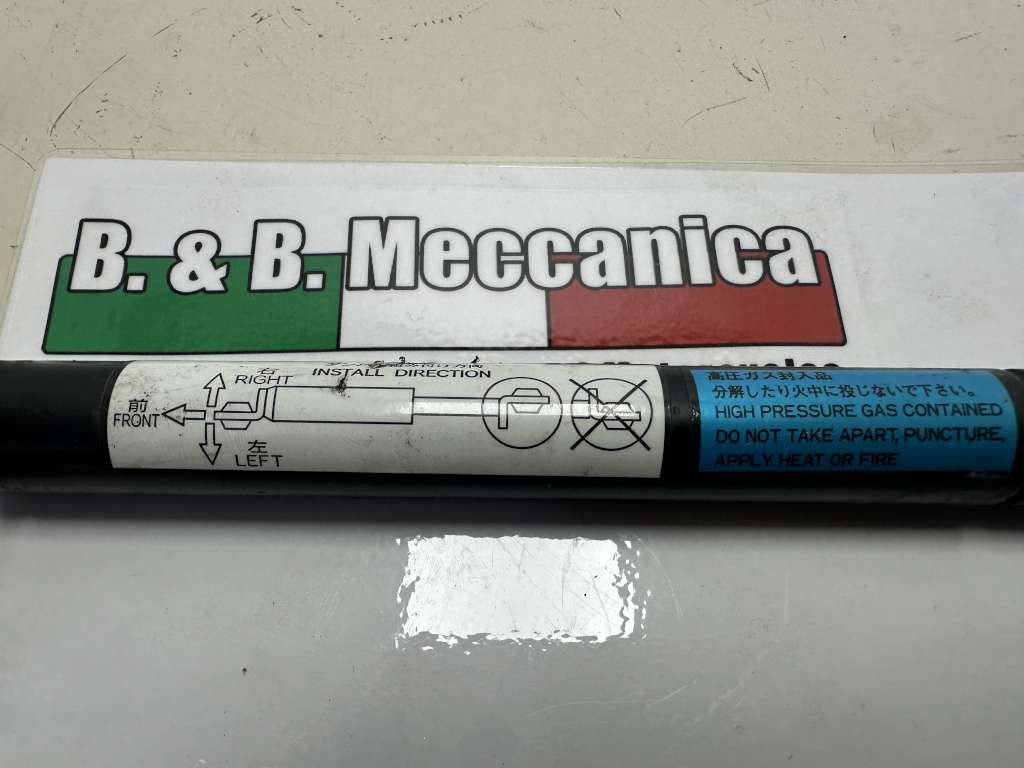 B. & B. Meccanica
右
RIGHT
INSTALL DIRECTION
前
FRONT
左
LEFT
高圧ガス封入品
分解したり火中に投じないで下さい。
HIGH PRESSURE GAS CONTAINED
DO NOT TAKE APART, PUNCTURE,
APPLY HEAT OR FIRE